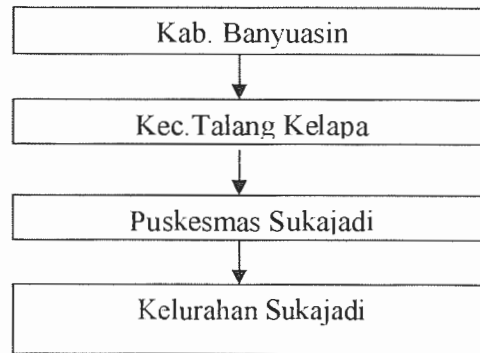 Kab. Banyuasin
Kec.Talang Kelapa
Puskesmas Sukajadi
Kelurahan Sukajadi